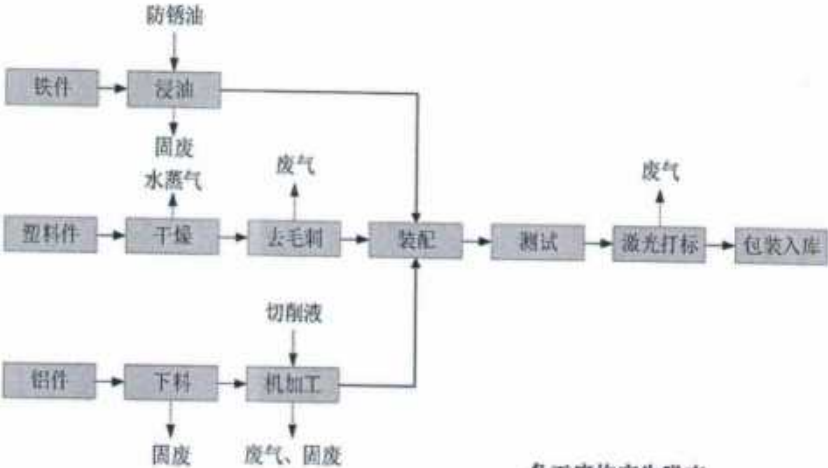 防锈油
铁件
浸油
固废
水蒸气
废气
废气
塑料件
干燥
去毛刺
装配
测试
激光打标
包装入库
切削液
铝件
下料
机加工
固废
废气、固废